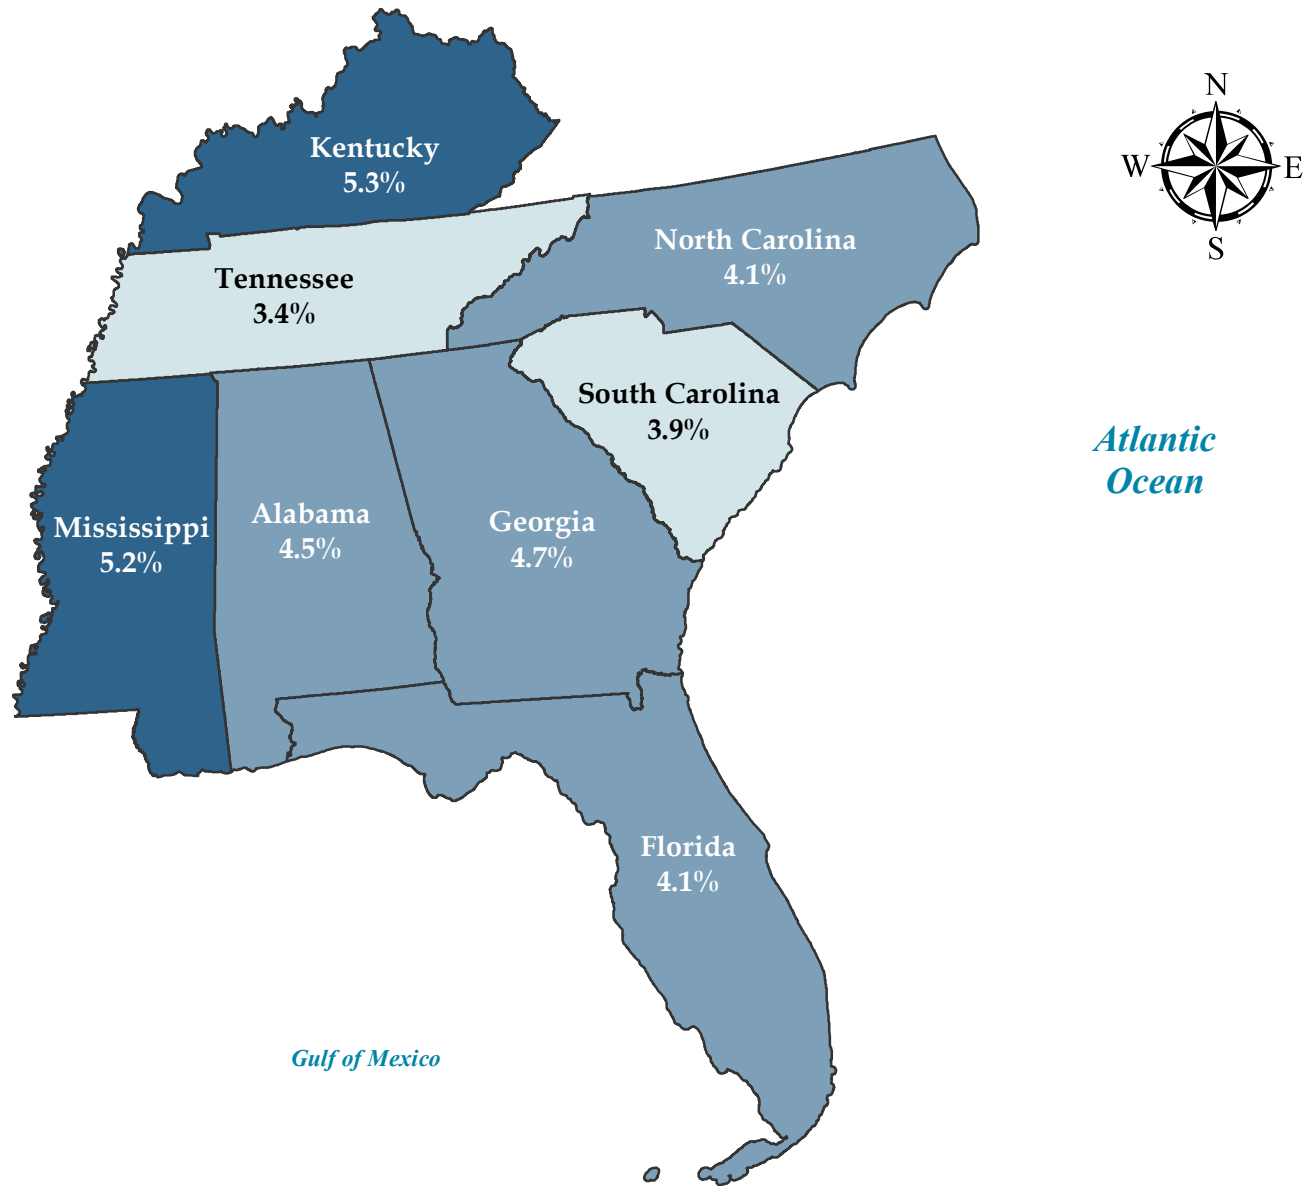 N
W
E
S
Kentucky
5.3%
North Carolina
4.1%
Tennessee
3.4%
South Carolina
3.9%
Atlantic
Ocean
Mississippi
5.2%
Alabama
4.5%
Georgia
4.7%
Florida
4.1%
Gulf of Mexico